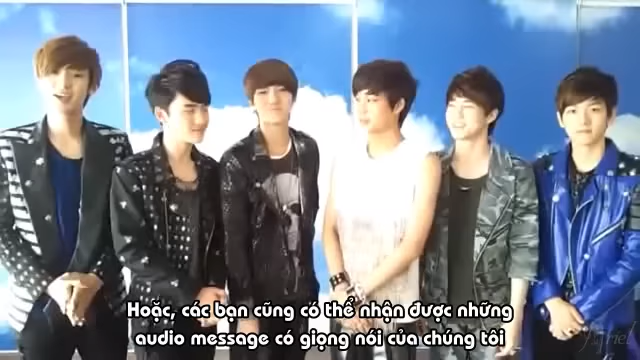 Hoặc, các bạn cũng có thể nhận được những
audio message có giọng nói của chúng tôi